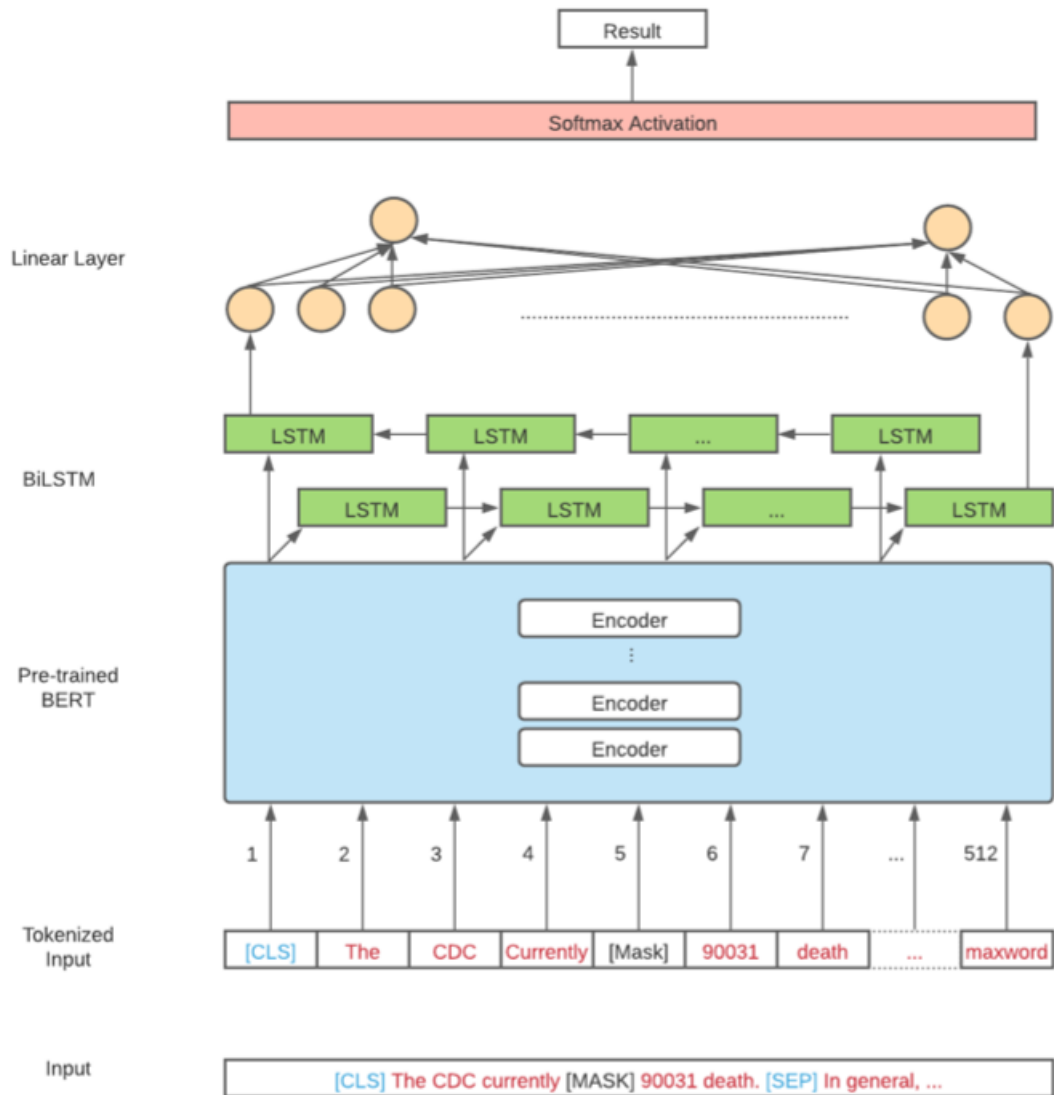 Result
Softmax Activation
Linear Layer
LSTM LSTM ... LSTM
BiLSTM
LSTM LSTM ... LSTM
Encoder
⋮
Pre-trained
BERT
Encoder
Encoder
1 2 3 4 5 6 7 ... 512
Tokenized
Input
[CLS] The CDC Currently [Mask] 90031 death ... maxword
Input
[CLS] The CDC currently [MASK] 90031 death. [SEP] In general, ...